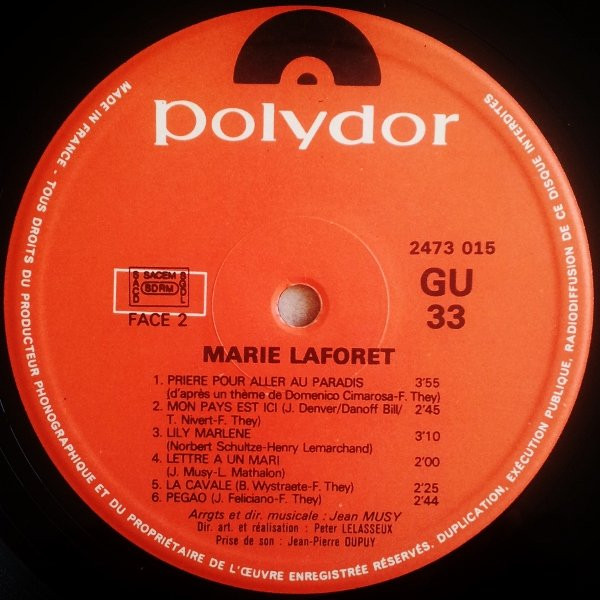 polydor
MADE IN FRANCE - TOUS DROITS DU PRODUCTEUR PHONOGRAPHIQUE ET DU PROPRIETAIRE DE L'ŒUVRE ENREGISTRÉE RÉSERVÉS. DUPLICATION, EXÉCUTION PUBLIQUE, RADIODIFFUSION DE CE DISQUE INTERDITES
2473 015
SACD SACEM SDRM SGDL
GU
33
FACE 2
MARIE LAFORET
1. PRIERE POUR ALLER AU PARADIS 3'55
(d'après un thème de Domenico Cimarosa-F. They)
2. MON PAYS EST ICI (J. Denver/Danoff Bill/ 2'45
T. Nivert-F. They)
3. LILY MARLENE 3'10
(Norbert Schultze-Henry Lemarchand)
4. LETTRE A UN MARI 2'00
(J. Musy-L. Mathalon)
5. LA CAVALE (B. Wystraete-F. They) 2'25
6. PEGAO (J. Feliciano-F. They) 2'44
Arrgts et dir. musicale : Jean MUSY
Dir. art. et réalisation : Peter LELASSEUX
Prise de son : Jean-Pierre DUPUY